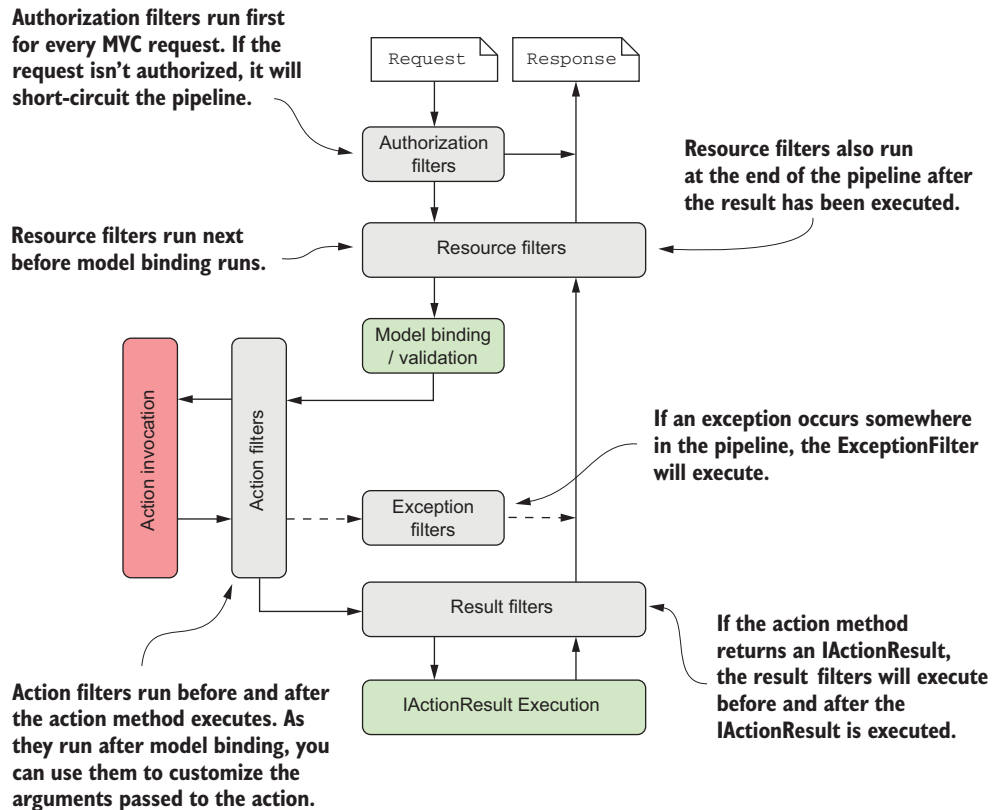 Authorization filters run first
for every MVC request. If the
request isn't authorized, it will
short-circuit the pipeline.
Request
Response
Authorization
filters
Resource filters also run
at the end of the pipeline after
the result has been executed.
Resource filters run next
before model binding runs.
Resource filters
Model binding
/ validation
Action invocation
Action filters
If an exception occurs somewhere
in the pipeline, the ExceptionFilter
will execute.
Exception
filters
Result filters
If the action method
returns an IActionResult,
the result filters will execute
before and after the
IActionResult is executed.
IActionResult Execution
Action filters run before and after
the action method executes. As
they run after model binding, you
can use them to customize the
arguments passed to the action.